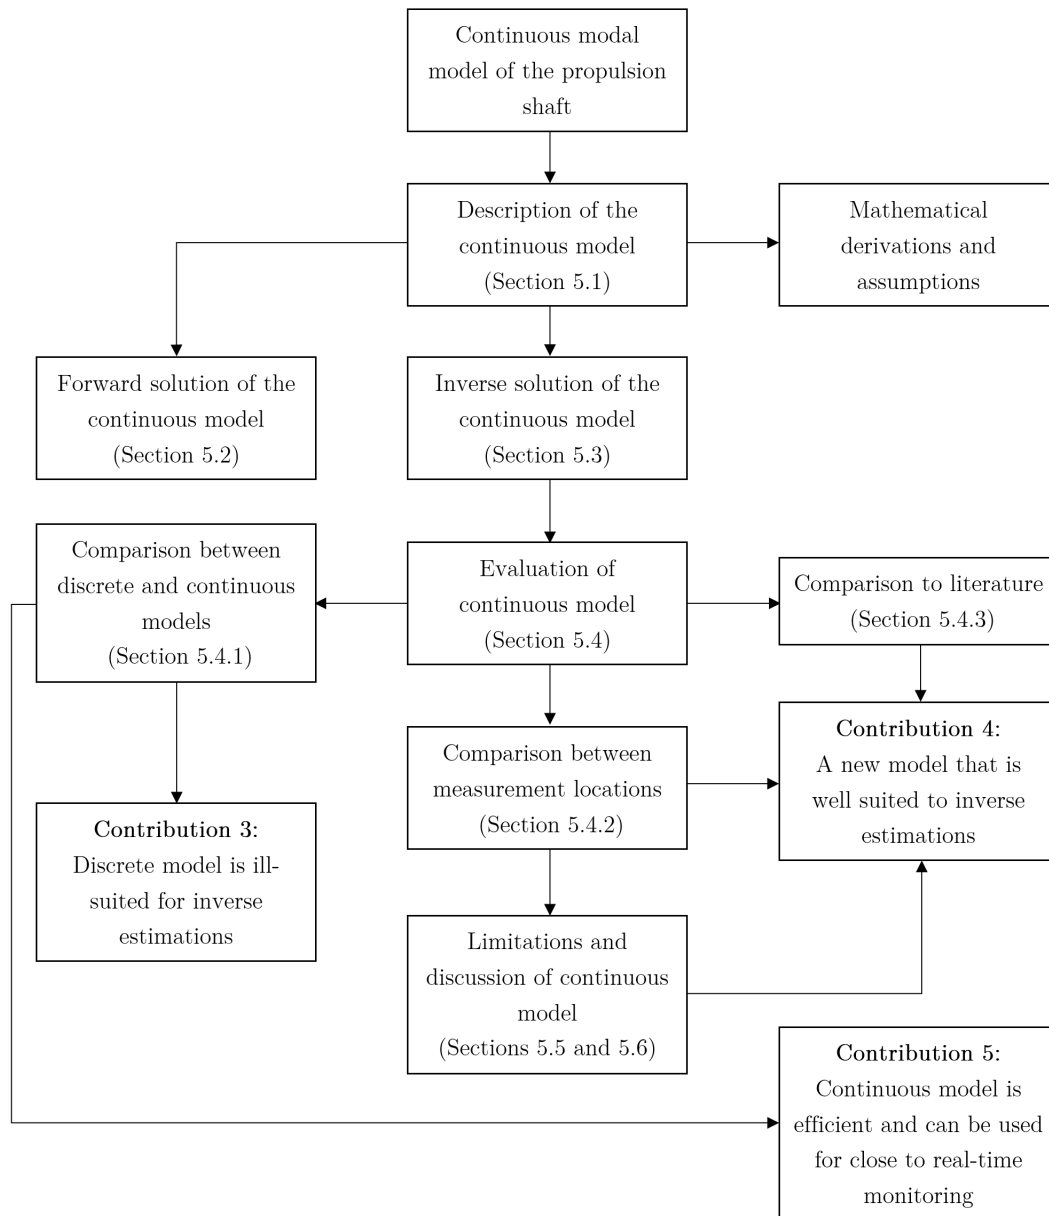 Continuous modal
model of the propulsion
shaft
Description of the
continuous model
(Section 5.1)
Mathematical
derivations and
assumptions
Forward solution of the
continuous model
(Section 5.2)
Inverse solution of the
continuous model
(Section 5.3)
Comparison between
discrete and continuous
models
(Section 5.4.1)
Evaluation of
continuous model
(Section 5.4)
Comparison to literature
(Section 5.4.3)
Contribution 3:
Discrete model is ill-
suited for inverse
estimations
Comparison between
measurement locations
(Section 5.4.2)
Contribution 4:
A new model that is
well suited to inverse
estimations
Limitations and
discussion of continuous
model
(Sections 5.5 and 5.6)
Contribution 5:
Continuous model is
efficient and can be used
for close to real-time
monitoring